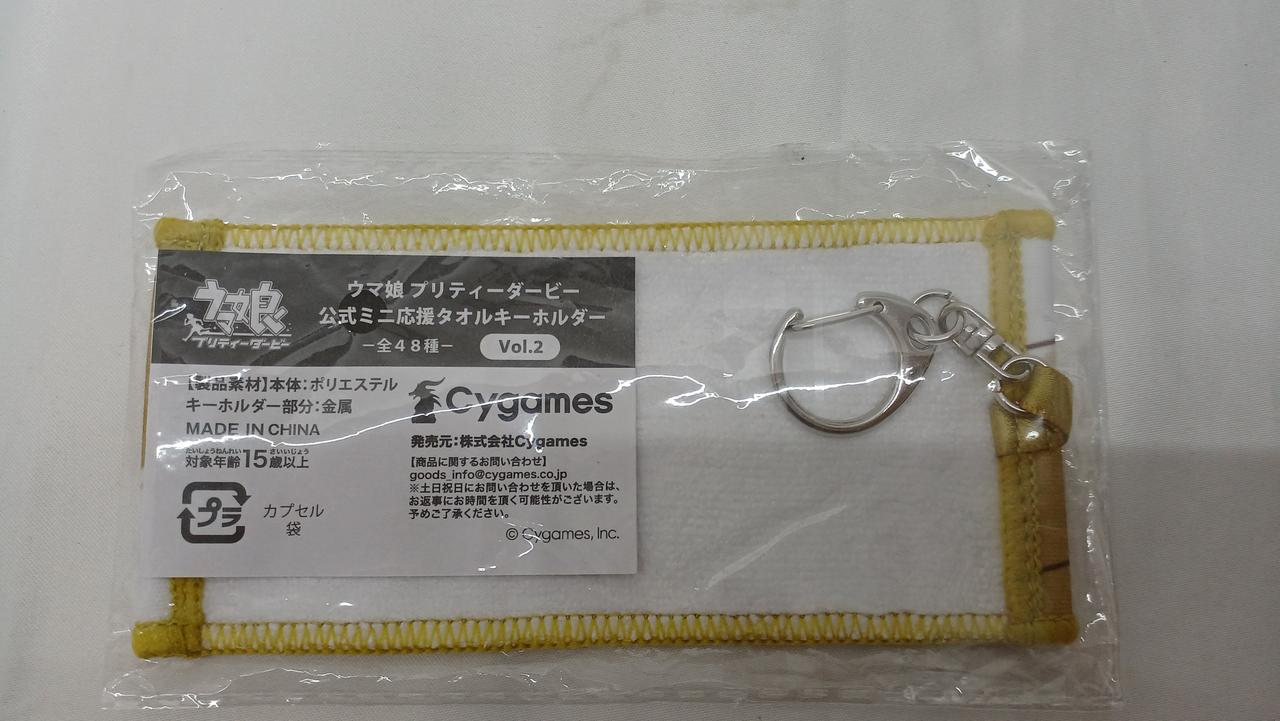 ウマ娘
プリティーダービー
ウマ娘 プリティーダービー
公式ミニ応援タオルキーホルダー
－全48種－ Vol.2
【製品素材】本体：ポリエステル
キーホルダー部分：金属
MADE IN CHINA
たいしょうねんれい さいいじょう
対象年齢15歳以上
プラ
カプセル
袋
Cygames
発売元：株式会社Cygames
【商品に関するお問い合わせ】
goods_info@cygames.co.jp
※土日祝日にお問い合わせを頂いた場合は、
お返事にお時間を頂く可能性がございます。
予めご了承ください。
© Cygames, Inc.